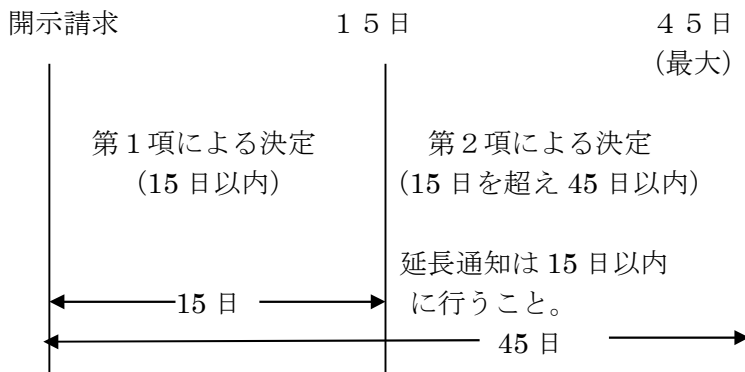 開示請求
１５日
４５日
(最大)
第１項による決定
(15 日以内)
第２項による決定
(15 日を超え 45 日以内)
延長通知は 15 日以内
に行うこと。
15 日
45 日